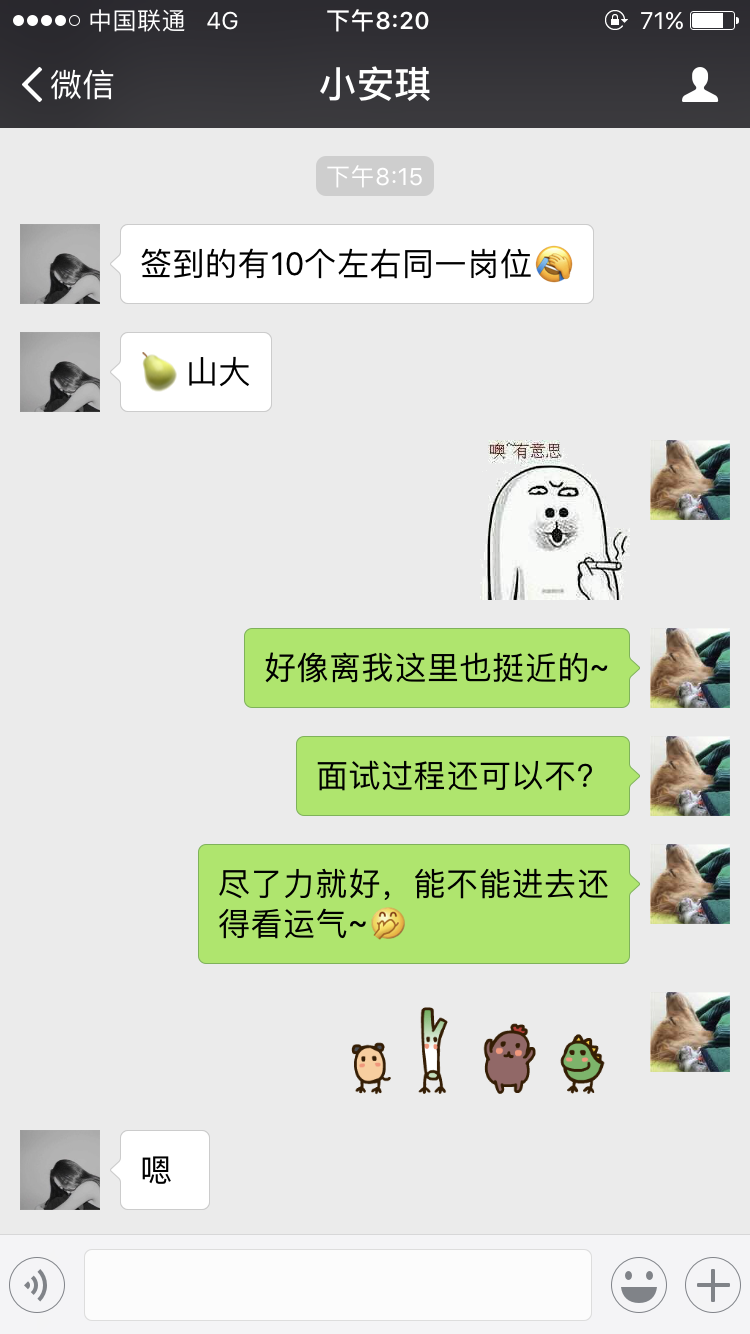 中国联通 4G 下午8:20 71%
微信 小安琪
下午8:15
签到的有10个左右同一岗位🤦
🍐 山大
噢~有意思
好像离我这里也挺近的~
面试过程还可以不?
尽了力就好，能不能进去还
得看运气~🤭
嗯